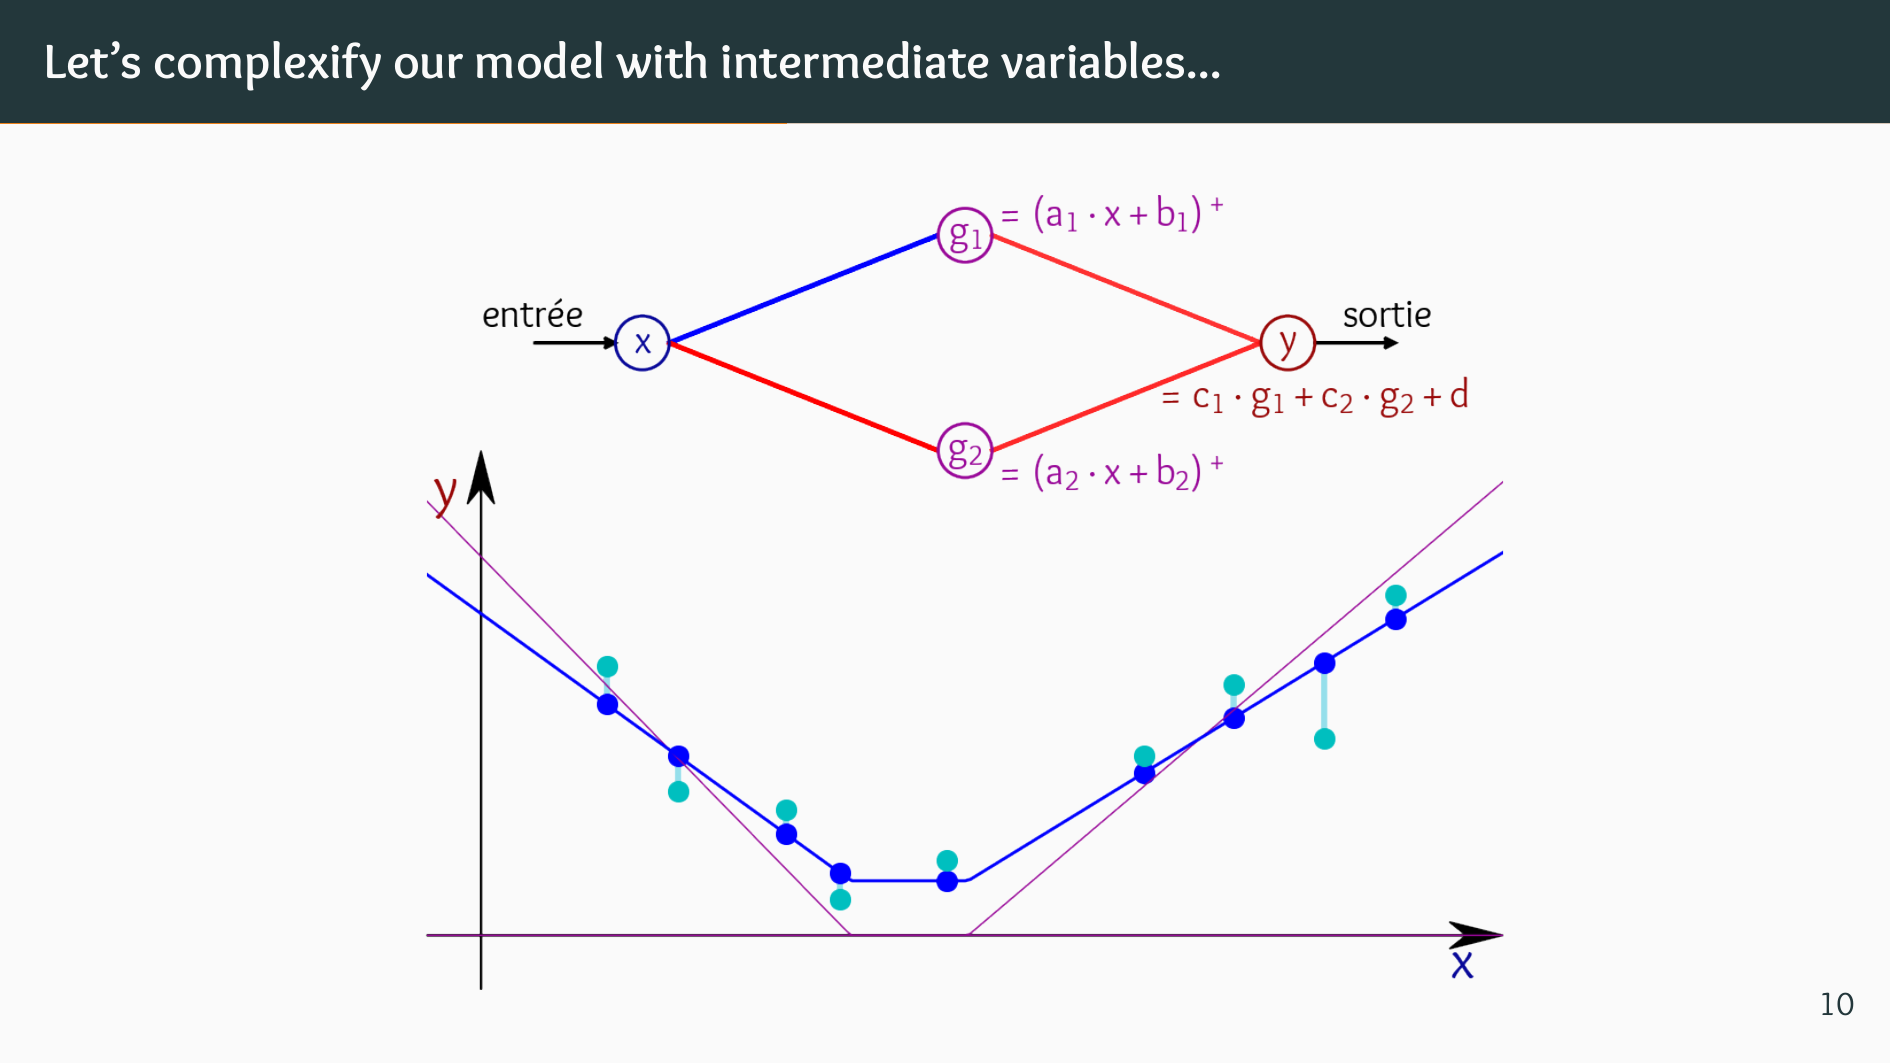 Let's complexify our model with intermediate variables...
g₁ = (a₁ · x + b₁)⁺
entrée
x
y
sortie
= c₁ · g₁ + c₂ · g₂ + d
g₂ = (a₂ · x + b₂)⁺
y
x
10